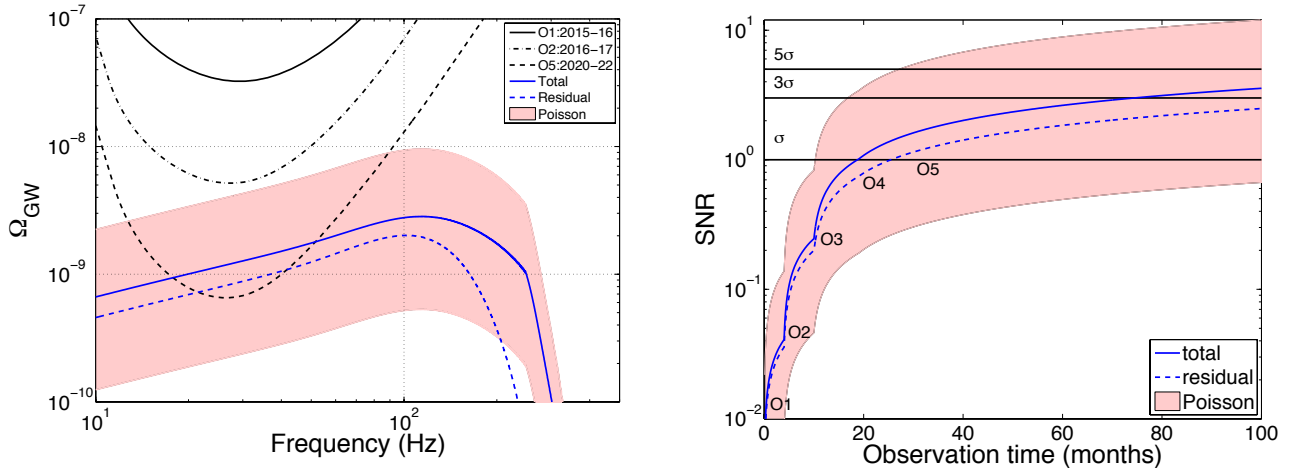 10^-7
10^-8
10^-9
10^-10
Ω_GW
10^1
10^2
Frequency (Hz)
O1:2015-16
O2:2016-17
O5:2020-22
Total
Residual
Poisson
10^1
10^0
10^-1
10^-2
SNR
5σ
3σ
σ
O1
O2
O3
O4
O5
total
residual
Poisson
0
20
40
60
80
100
Observation time (months)